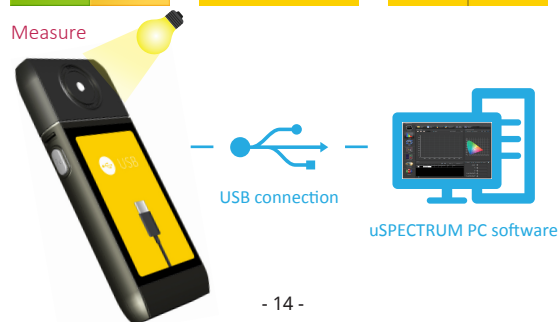 Measure
USB
USB connection
uSPECTRUM PC software
- 14 -